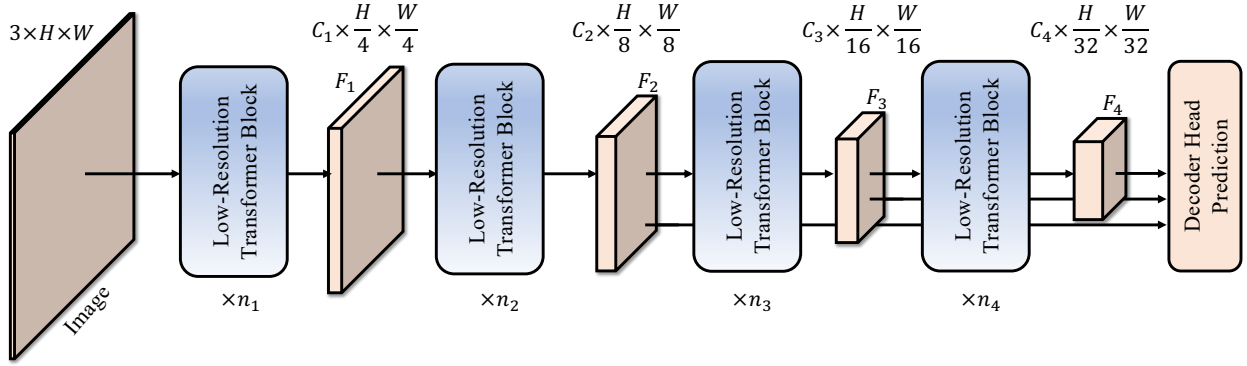 3×H×W
C₁ × H/4 × W/4
C₂ × H/8 × W/8
C₃ × H/16 × W/16
C₄ × H/32 × W/32
Image
Low-Resolution
Transformer Block
×n₁
F₁
Low-Resolution
Transformer Block
×n₂
F₂
Low-Resolution
Transformer Block
×n₃
F₃
Low-Resolution
Transformer Block
×n₄
F₄
Decoder Head
Prediction